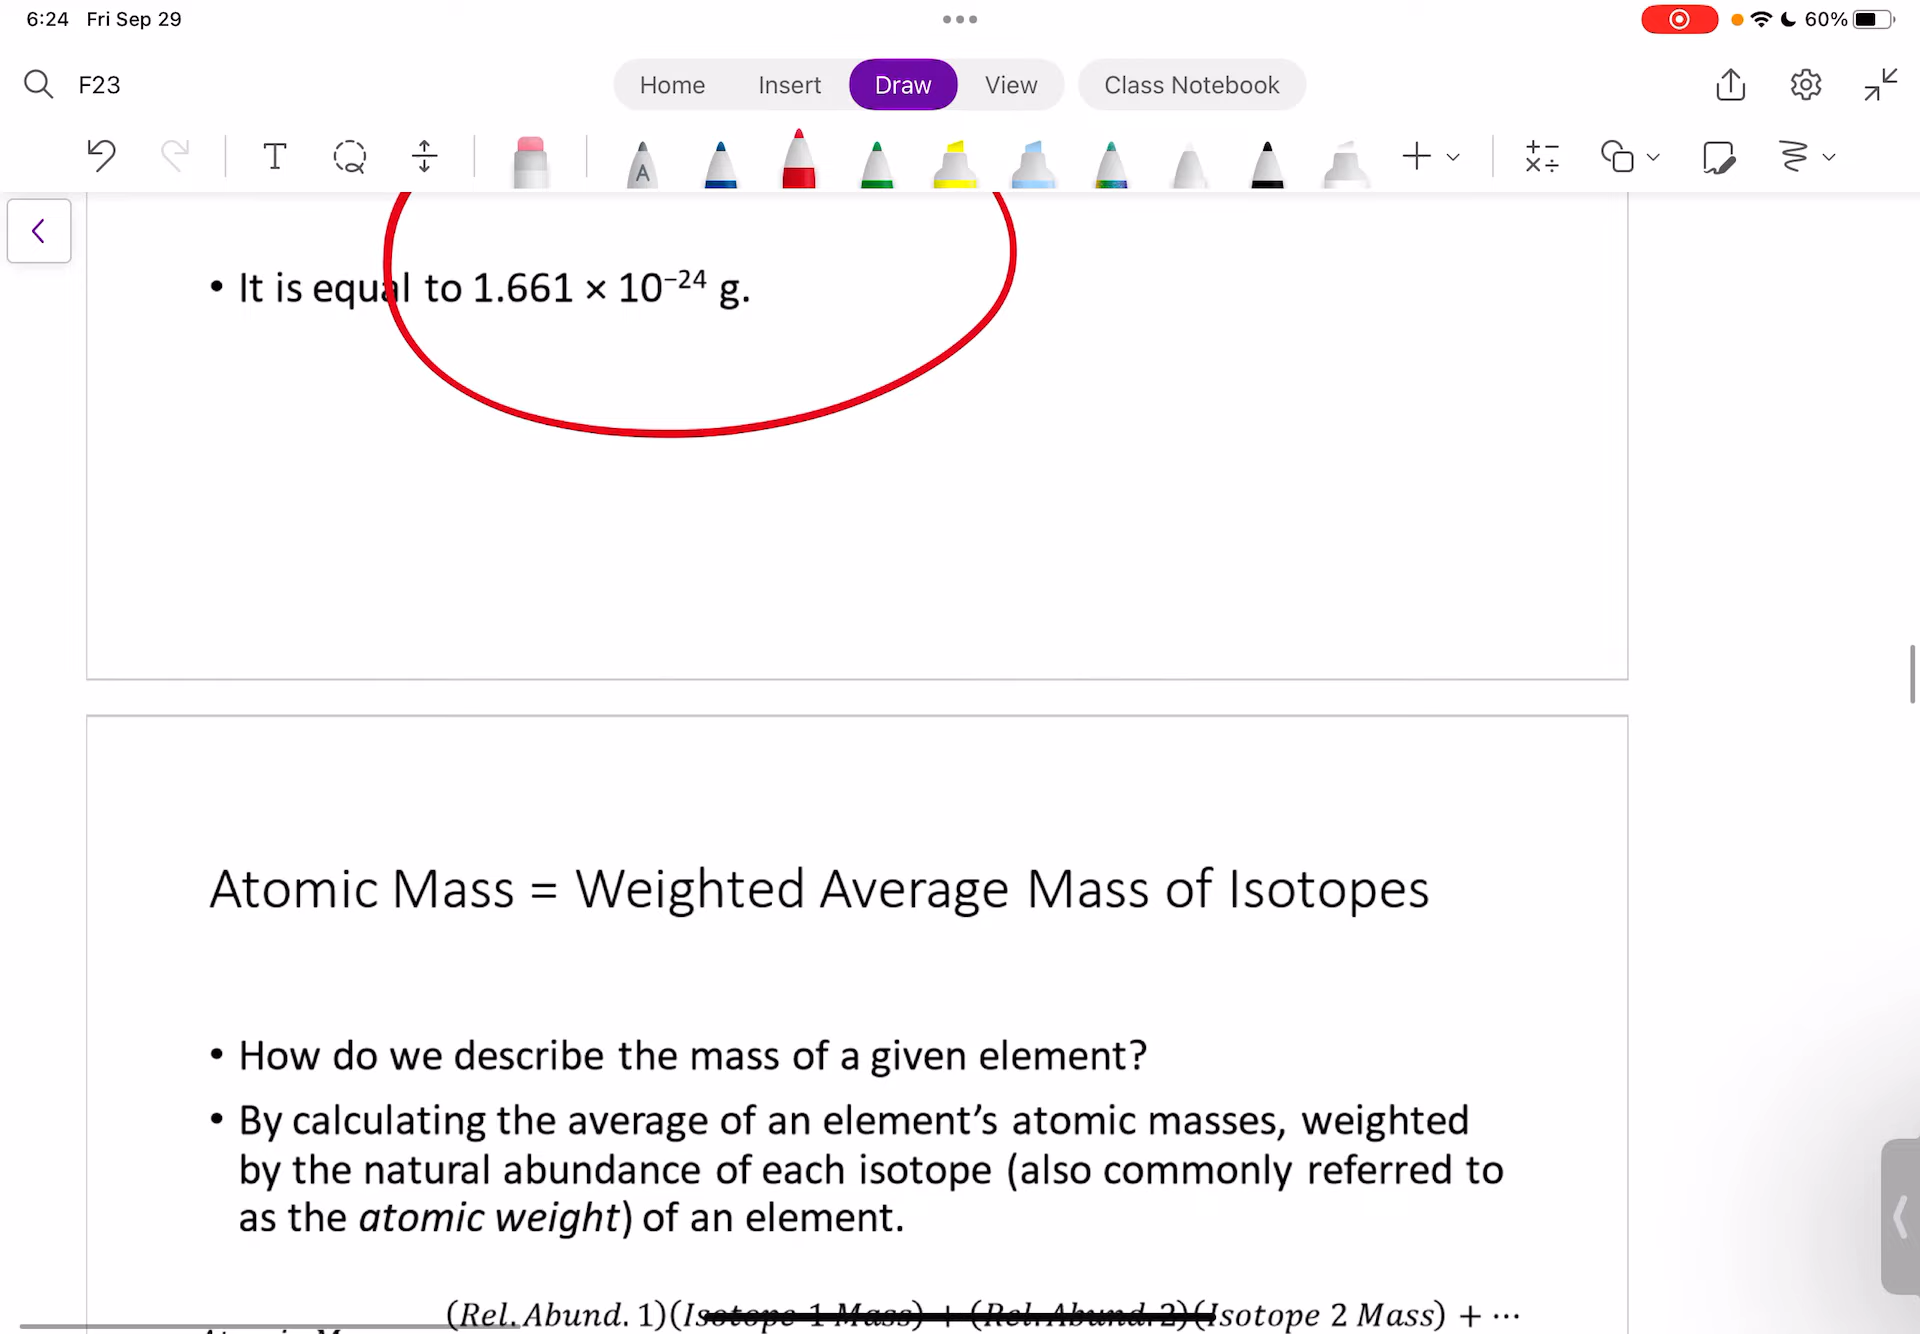 6:24 Fri Sep 29
60%
F23
Home Insert Draw View Class Notebook
T
A
• It is equal to 1.661 × 10⁻²⁴ g.
Atomic Mass = Weighted Average Mass of Isotopes
• How do we describe the mass of a given element?
• By calculating the average of an element’s atomic masses, weighted
by the natural abundance of each isotope (also commonly referred to
as the atomic weight) of an element.
(Rel. Abund. 1)(Isotope 1 Mass) + (Rel. Abund. 2)(Isotope 2 Mass) + ⋯